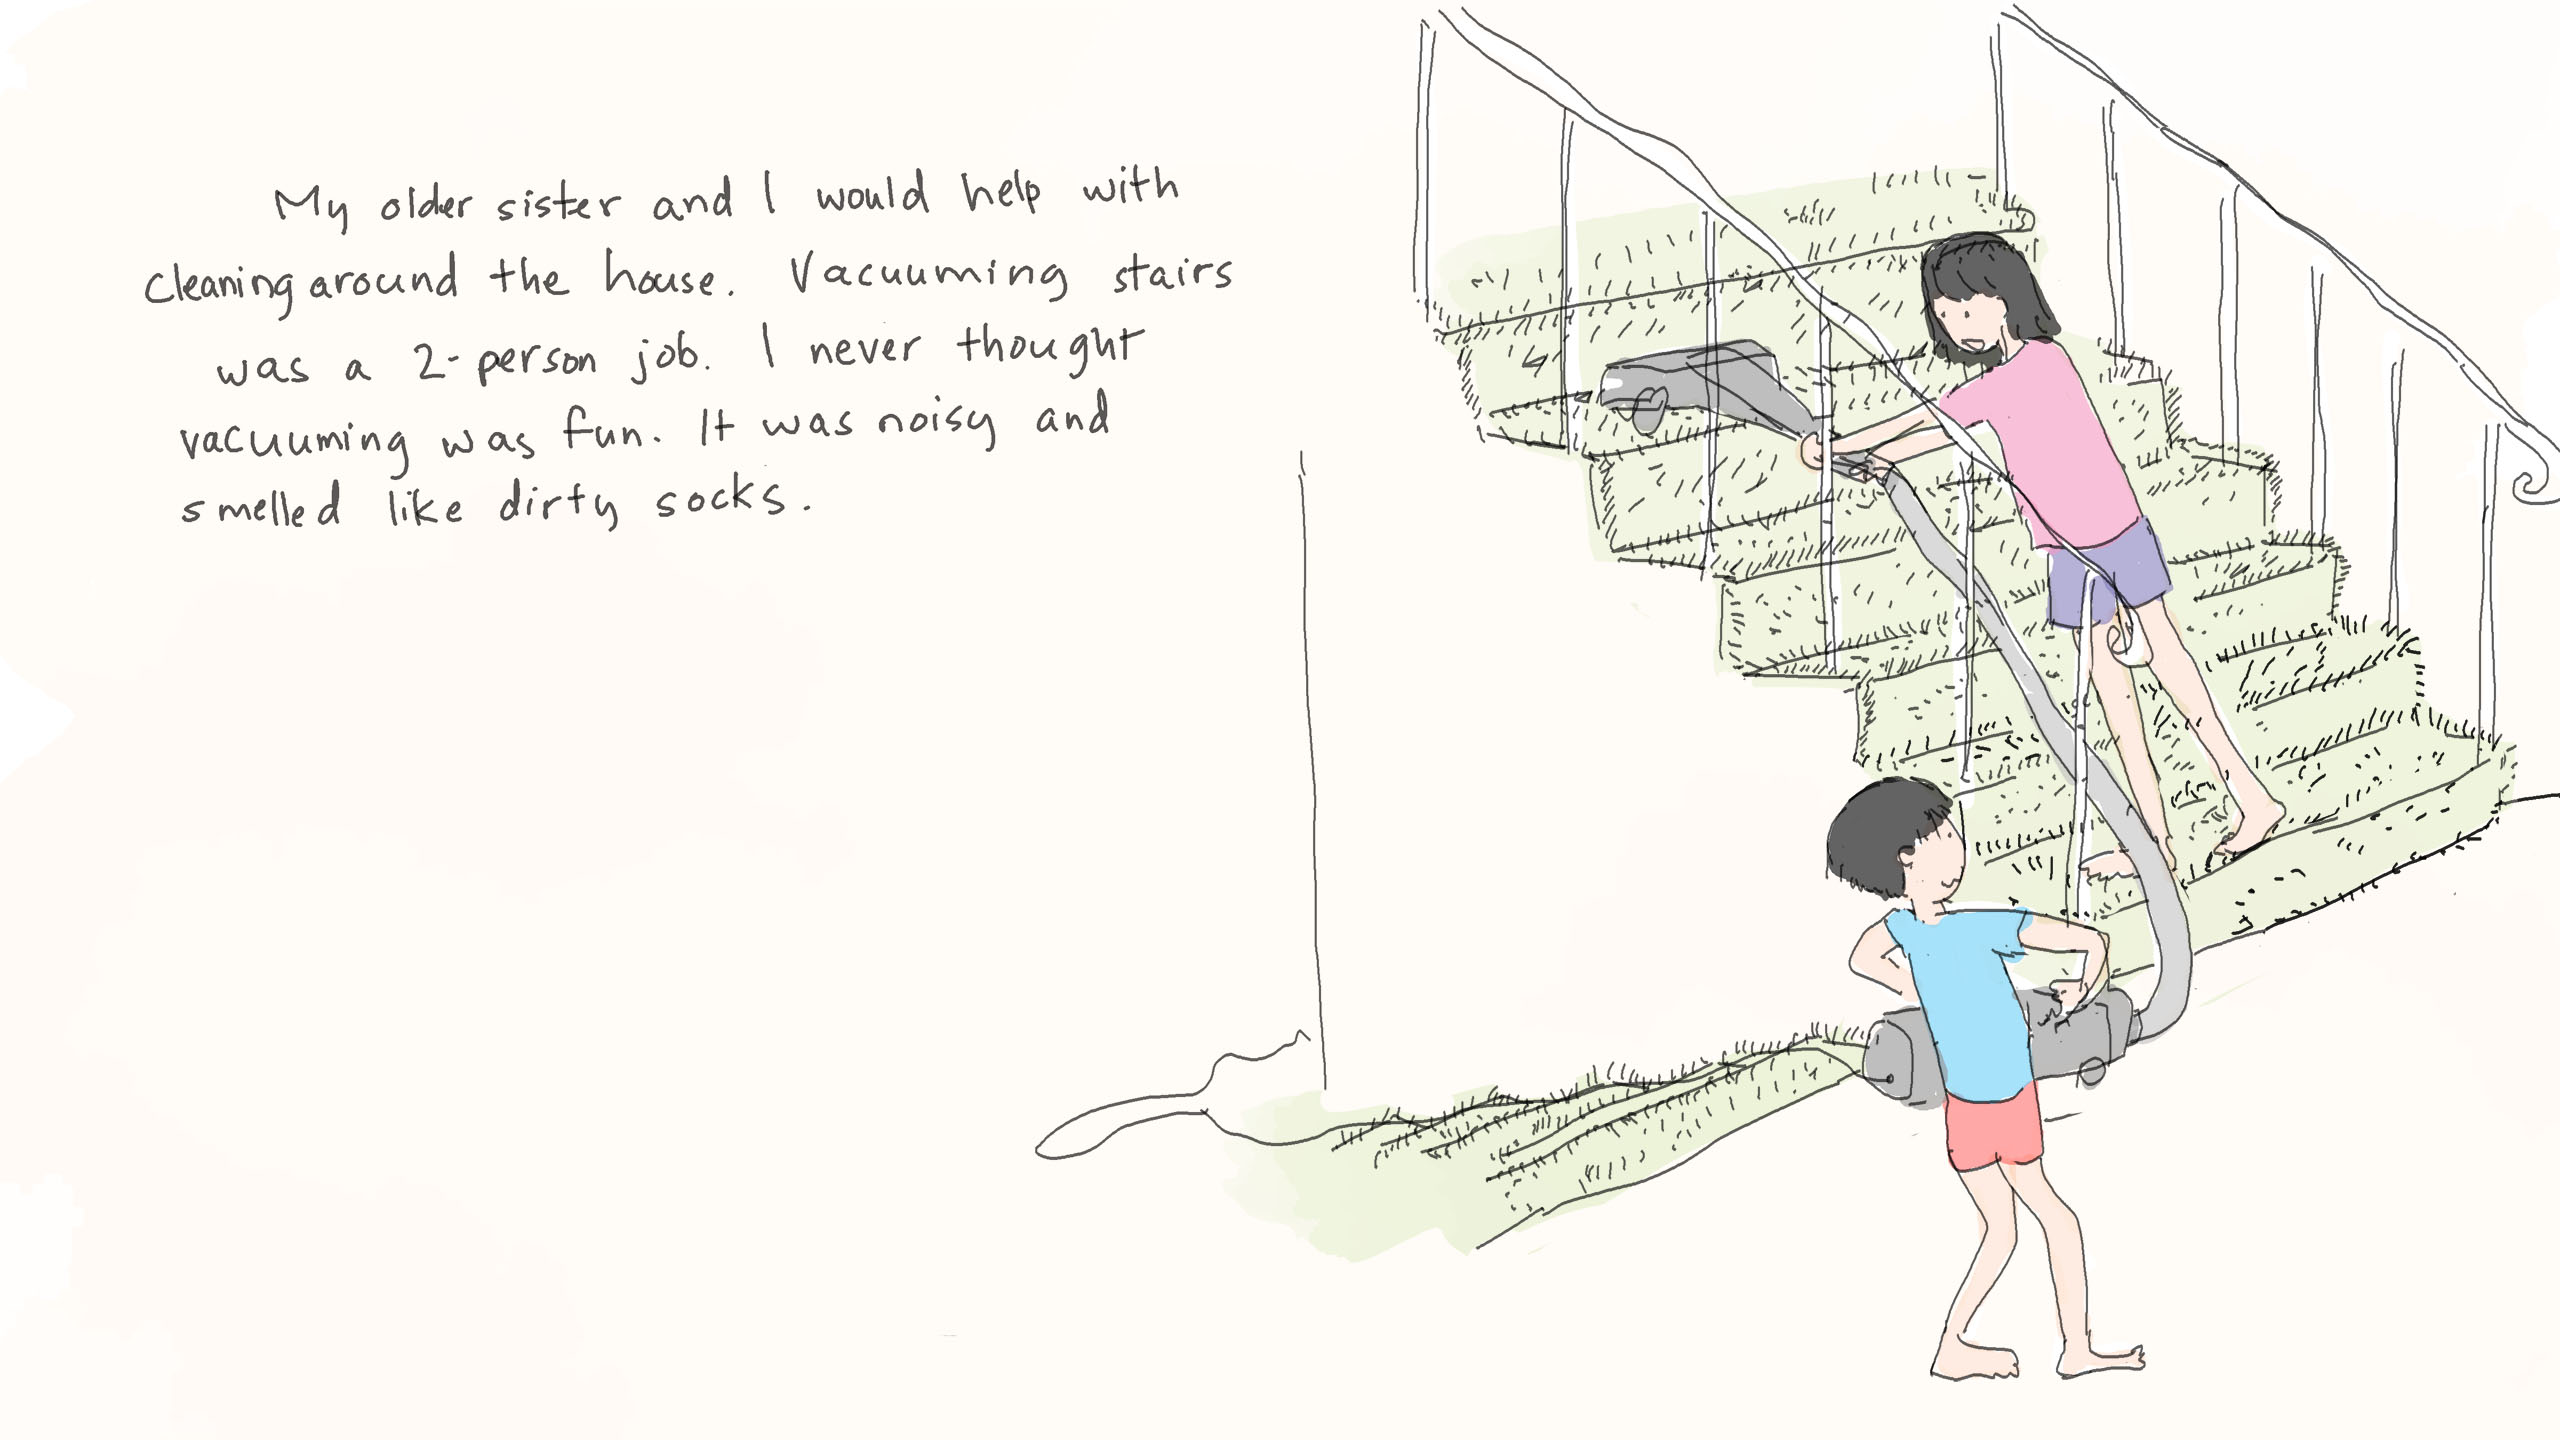 My older sister and I would help with
cleaning around the house. Vacuuming stairs
was a 2-person job. I never thought
vacuuming was fun. It was noisy and
smelled like dirty socks.